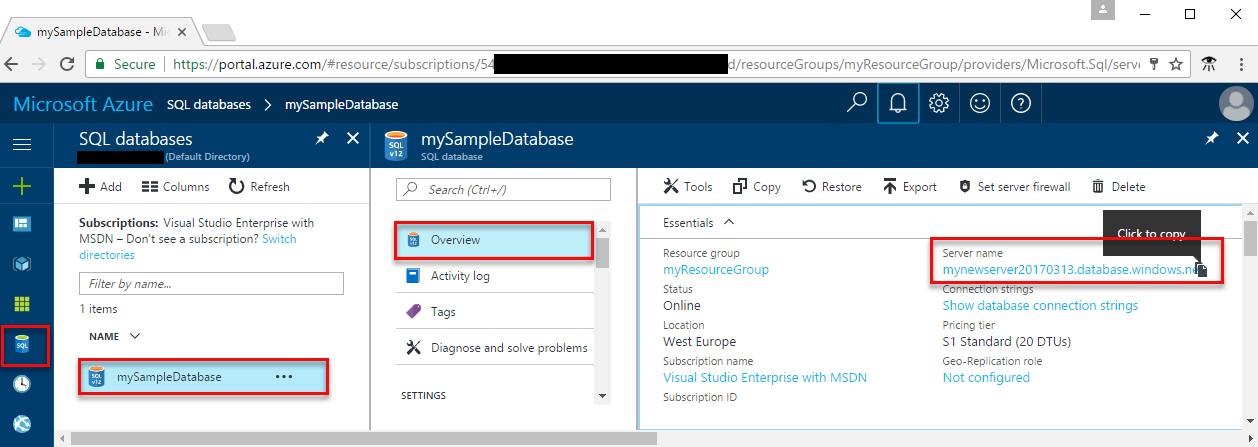 mySampleDatabase - Mic
Secure https://portal.azure.com/#resource/subscriptions/54 d/resourceGroups/myResourceGroup/providers/Microsoft.Sql/serve
Microsoft Azure SQL databases > mySampleDatabase
SQL databases
(Default Directory)
Add Columns Refresh
Subscriptions: Visual Studio Enterprise with
MSDN – Don't see a subscription? Switch
directories
Filter by name...
1 items
NAME
SQL v12 mySampleDatabase ...
SQL
SQL v12
mySampleDatabase
SQL database
Search (Ctrl+/)
Overview
Activity log
Tags
Diagnose and solve problems
SETTINGS
Tools Copy Restore Export Set server firewall Delete
Essentials
Click to copy
Resource group
myResourceGroup
Status
Online
Location
West Europe
Subscription name
Visual Studio Enterprise with MSDN
Subscription ID
Server name
mynewserver20170313.database.windows.ne
Connection strings
Show database connection strings
Pricing tier
S1 Standard (20 DTUs)
Geo-Replication role
Not configured